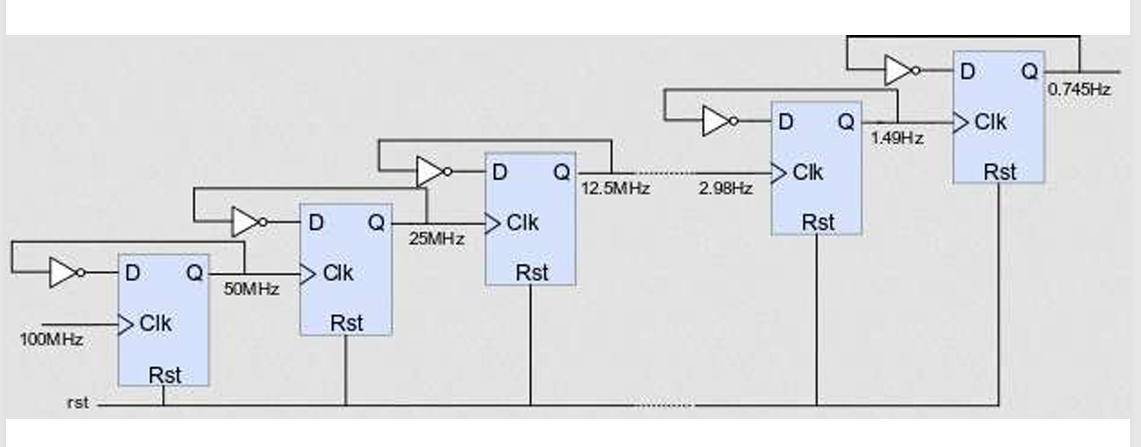 D Q
0.745Hz
Clk
Rst
D Q
1.49Hz
Clk
Rst
D Q
12.5MHz
2.98Hz
Clk
Rst
D Q
25MHz
Clk
Rst
D Q
50MHz
100MHz
Clk
Rst
rst